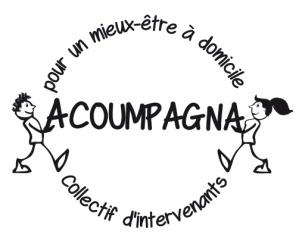 pour un mieux-être à domicile
ACOUMPAGNA
Collectif d'intervenants